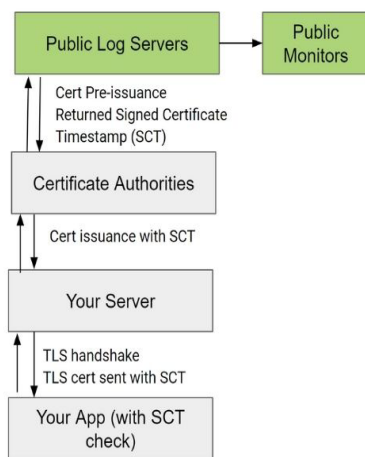 Public Log Servers
Public
Monitors
Cert Pre-issuance
Returned Signed Certificate
Timestamp (SCT)
Certificate Authorities
Cert issuance with SCT
Your Server
TLS handshake
TLS cert sent with SCT
Your App (with SCT
check)